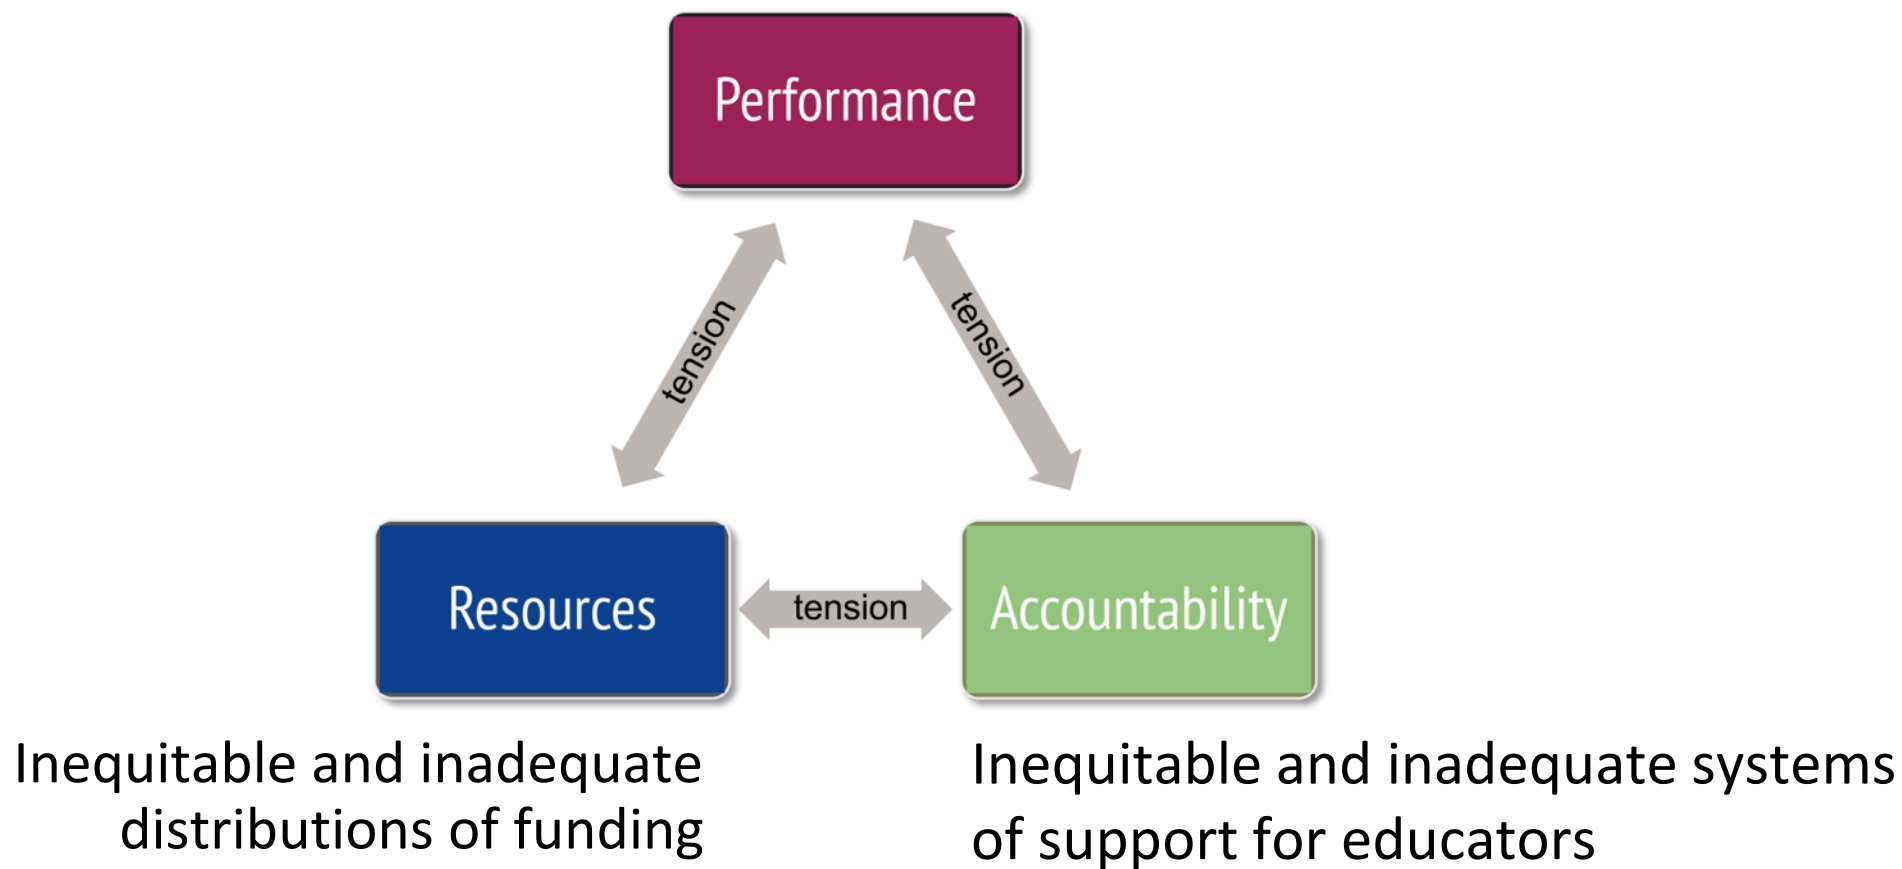 Performance
tension
tension
Resources
tension
Accountability
Inequitable and inadequate
distributions of funding
Inequitable and inadequate systems
of support for educators